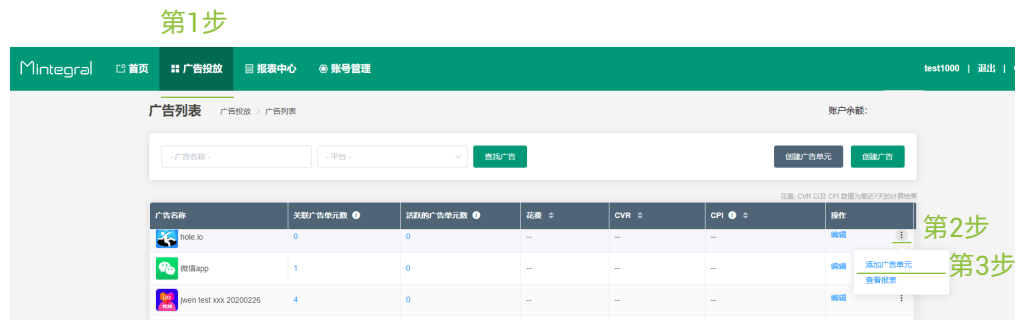 第1步
Mintegral 首页 广告投放 报表中心 账号管理 test1000 | 退出 |
广告列表 广告投放 > 广告列表 账户余额:
- 广告名称 - - 平台 - 查找广告 创建广告单元 创建广告
花费, CVR 以及 CPI 数值为最近7天的计算结果
广告名称 关联广告单元数 活跃的广告单元数 花费 CVR CPI 操作
hole.io 0 0 -- -- -- 编辑 第2步
微信app 1 0 -- -- -- 编辑 添加广告单元 第3步
查看报表
jwen test xxx 20200226 4 0 -- -- -- 编辑